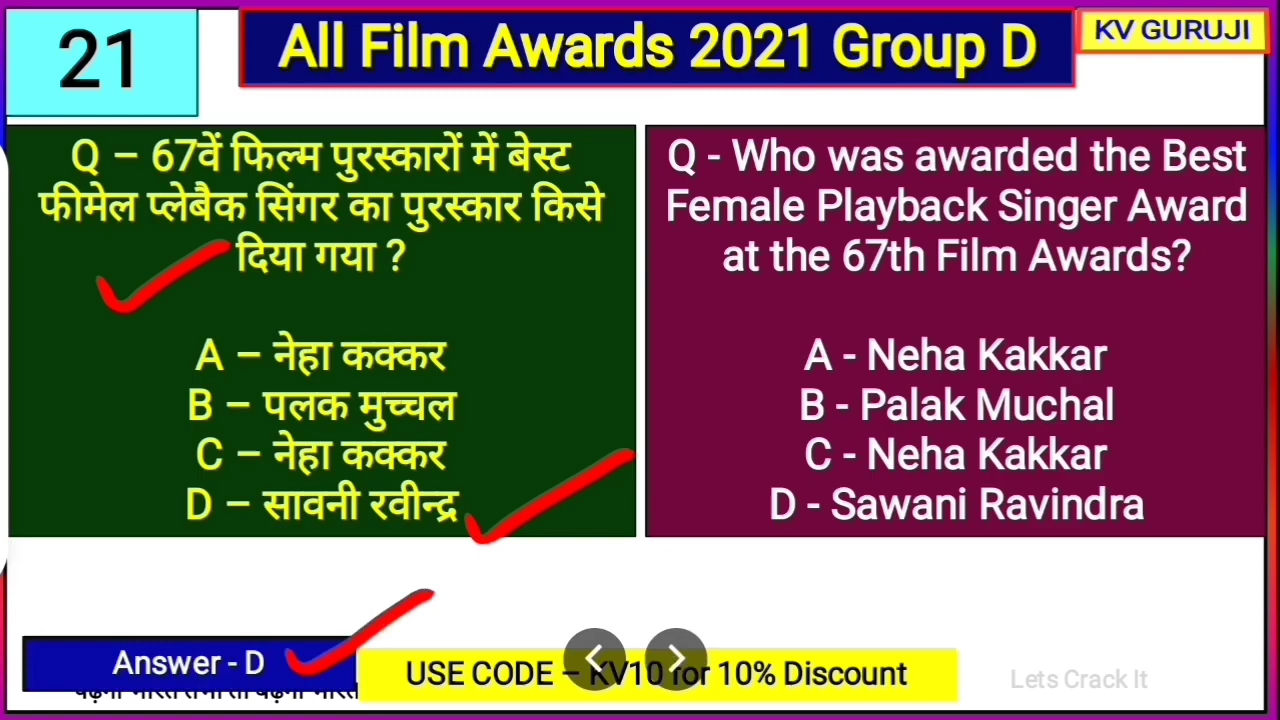 21
All Film Awards 2021 Group D
KV GURUJI
Q – 67वें फिल्म पुरस्कारों में बेस्ट
फीमेल प्लेबैक सिंगर का पुरस्कार किसे
दिया गया ?
A – नेहा कक्कर
B – पलक मुच्चल
C – नेहा कक्कर
D – सावनी रवीन्द्र
Q - Who was awarded the Best
Female Playback Singer Award
at the 67th Film Awards?
A - Neha Kakkar
B - Palak Muchal
C - Neha Kakkar
D - Sawani Ravindra
Answer - D
USE CODE – KV10 for 10% Discount
Lets Crack It